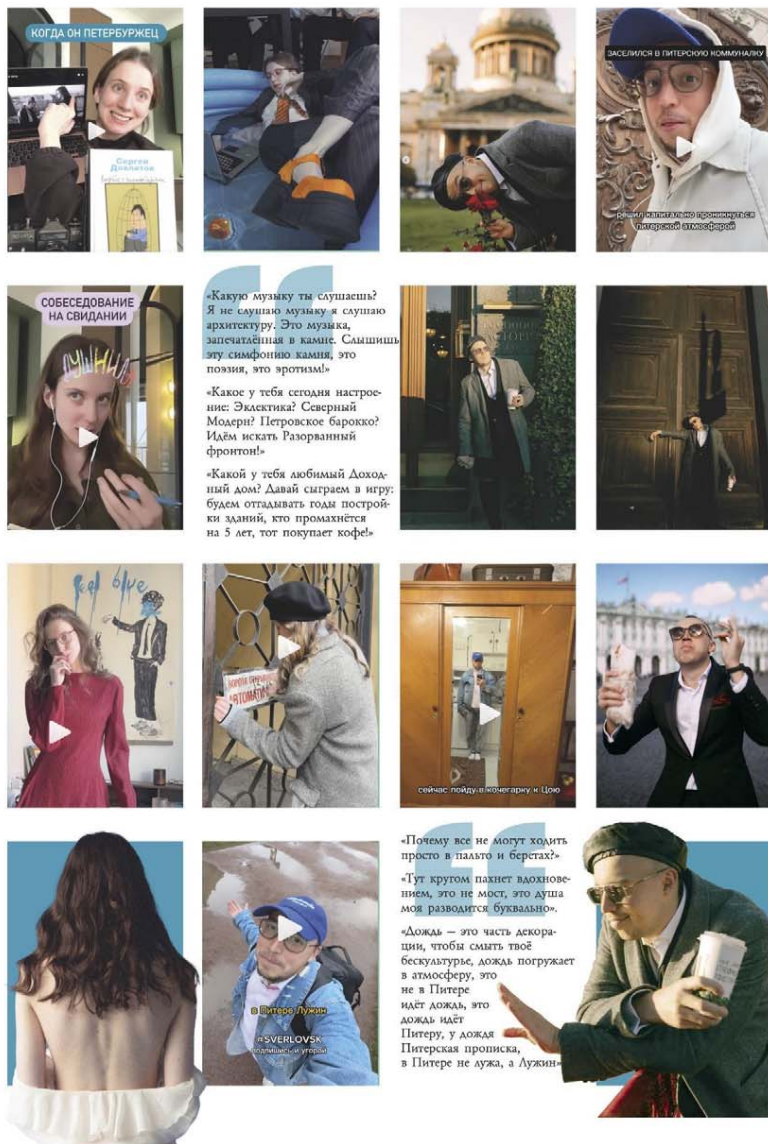 КОГДА ОН ПЕТЕРБУРЖЕЦ
Сергей
Довлатов
ЗАСЕЛИЛСЯ В ПИТЕРСКУЮ КОММУНАЛКУ
решил капитально проникнуться
питерской атмосферой
СОБЕСЕДОВАНИЕ
НА СВИДАНИИ
ДУШНИЛА
«Какую музыку ты слушаешь?
Я не слушаю музыку я слушаю
архитектуру. Это музыка,
запечатлённая в камне. Слышишь
эту симфонию камня, это
поэзия, это эротизм!»
«Какое у тебя сегодня настрое-
ние: Эклектика? Северный
Модерн? Петровское барокко?
Идём искать Разорванный
фронтон!»
«Какой у тебя любимый Доход-
ный дом? Давай сыграем в игру:
будем отгадывать годы построй-
ки зданий, кто промахнётся
на 5 лет, тот покупает кофе!»
feel blue
АВТОМАТИ
сейчас пойду в кочегарку к Цою
в Питере Лужин
#SVERLOVSK
подпишись и угорай
«Почему все не могут ходить
просто в пальто и беретах?»
«Тут кругом пахнет вдохнове-
нием, это не мост, это душа
моя разводится буквально».
«Дождь — это часть декора-
ции, чтобы смыть твоё
бескультурье, дождь погружает
в атмосферу, это
не в Питере
идёт дождь, это
дождь идёт
Питеру, у дождя
Питерская прописка,
в Питере не лужа, а Лужин»